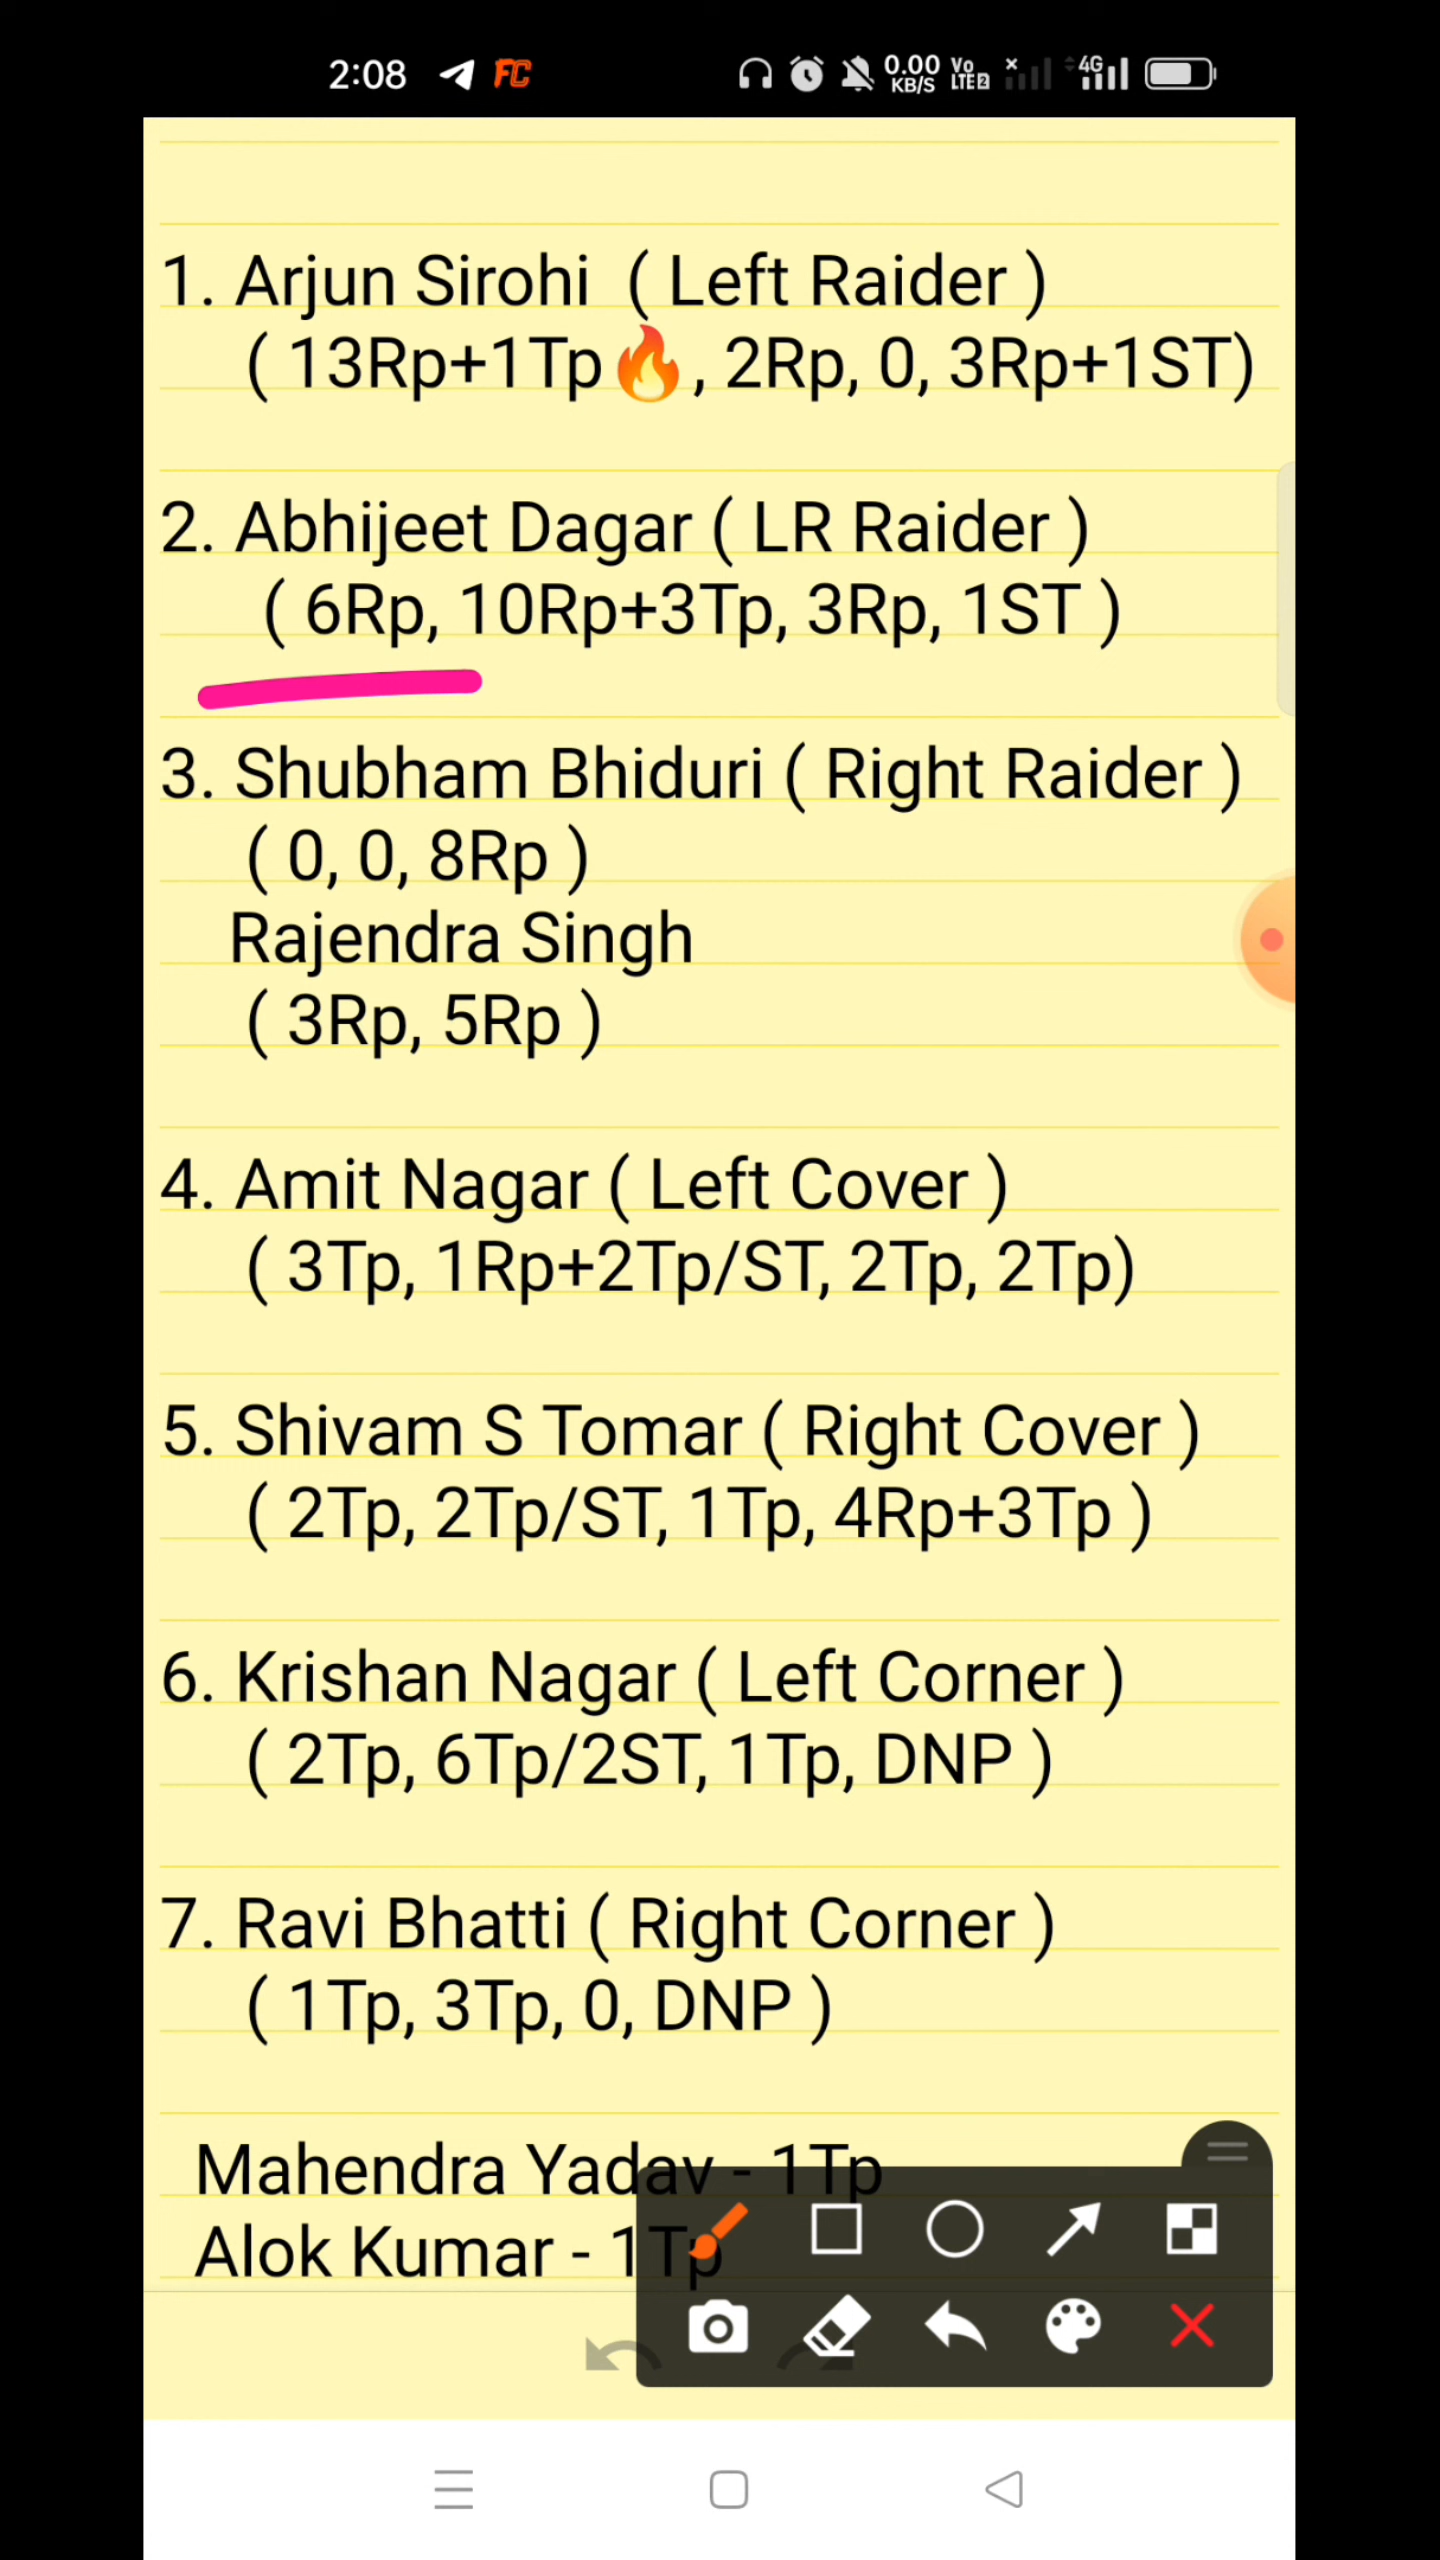 2:08 FC 0.00 KB/S Vo LTE 2 4G
1. Arjun Sirohi ( Left Raider )
( 13Rp+1Tp🔥, 2Rp, 0, 3Rp+1ST)
2. Abhijeet Dagar ( LR Raider )
( 6Rp, 10Rp+3Tp, 3Rp, 1ST )
3. Shubham Bhiduri ( Right Raider )
( 0, 0, 8Rp )
Rajendra Singh
( 3Rp, 5Rp )
4. Amit Nagar ( Left Cover )
( 3Tp, 1Rp+2Tp/ST, 2Tp, 2Tp)
5. Shivam S Tomar ( Right Cover )
( 2Tp, 2Tp/ST, 1Tp, 4Rp+3Tp )
6. Krishan Nagar ( Left Corner )
( 2Tp, 6Tp/2ST, 1Tp, DNP )
7. Ravi Bhatti ( Right Corner )
( 1Tp, 3Tp, 0, DNP )
Mahendra Yadav - 1Tp
Alok Kumar - 1Tp